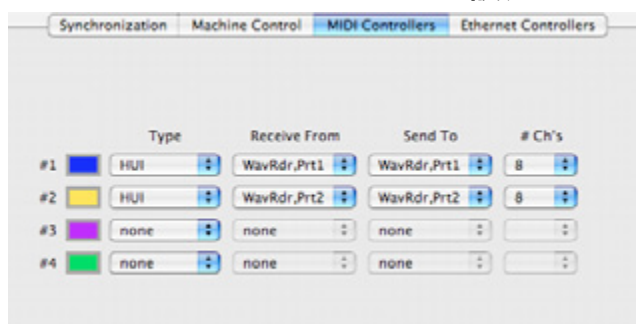 Synchronization Machine Control MIDI Controllers Ethernet Controllers
Type Receive From Send To # Ch's
#1 HUI WavRdr,Prt1 WavRdr,Prt1 8
#2 HUI WavRdr,Prt2 WavRdr,Prt2 8
#3 none none none
#4 none none none